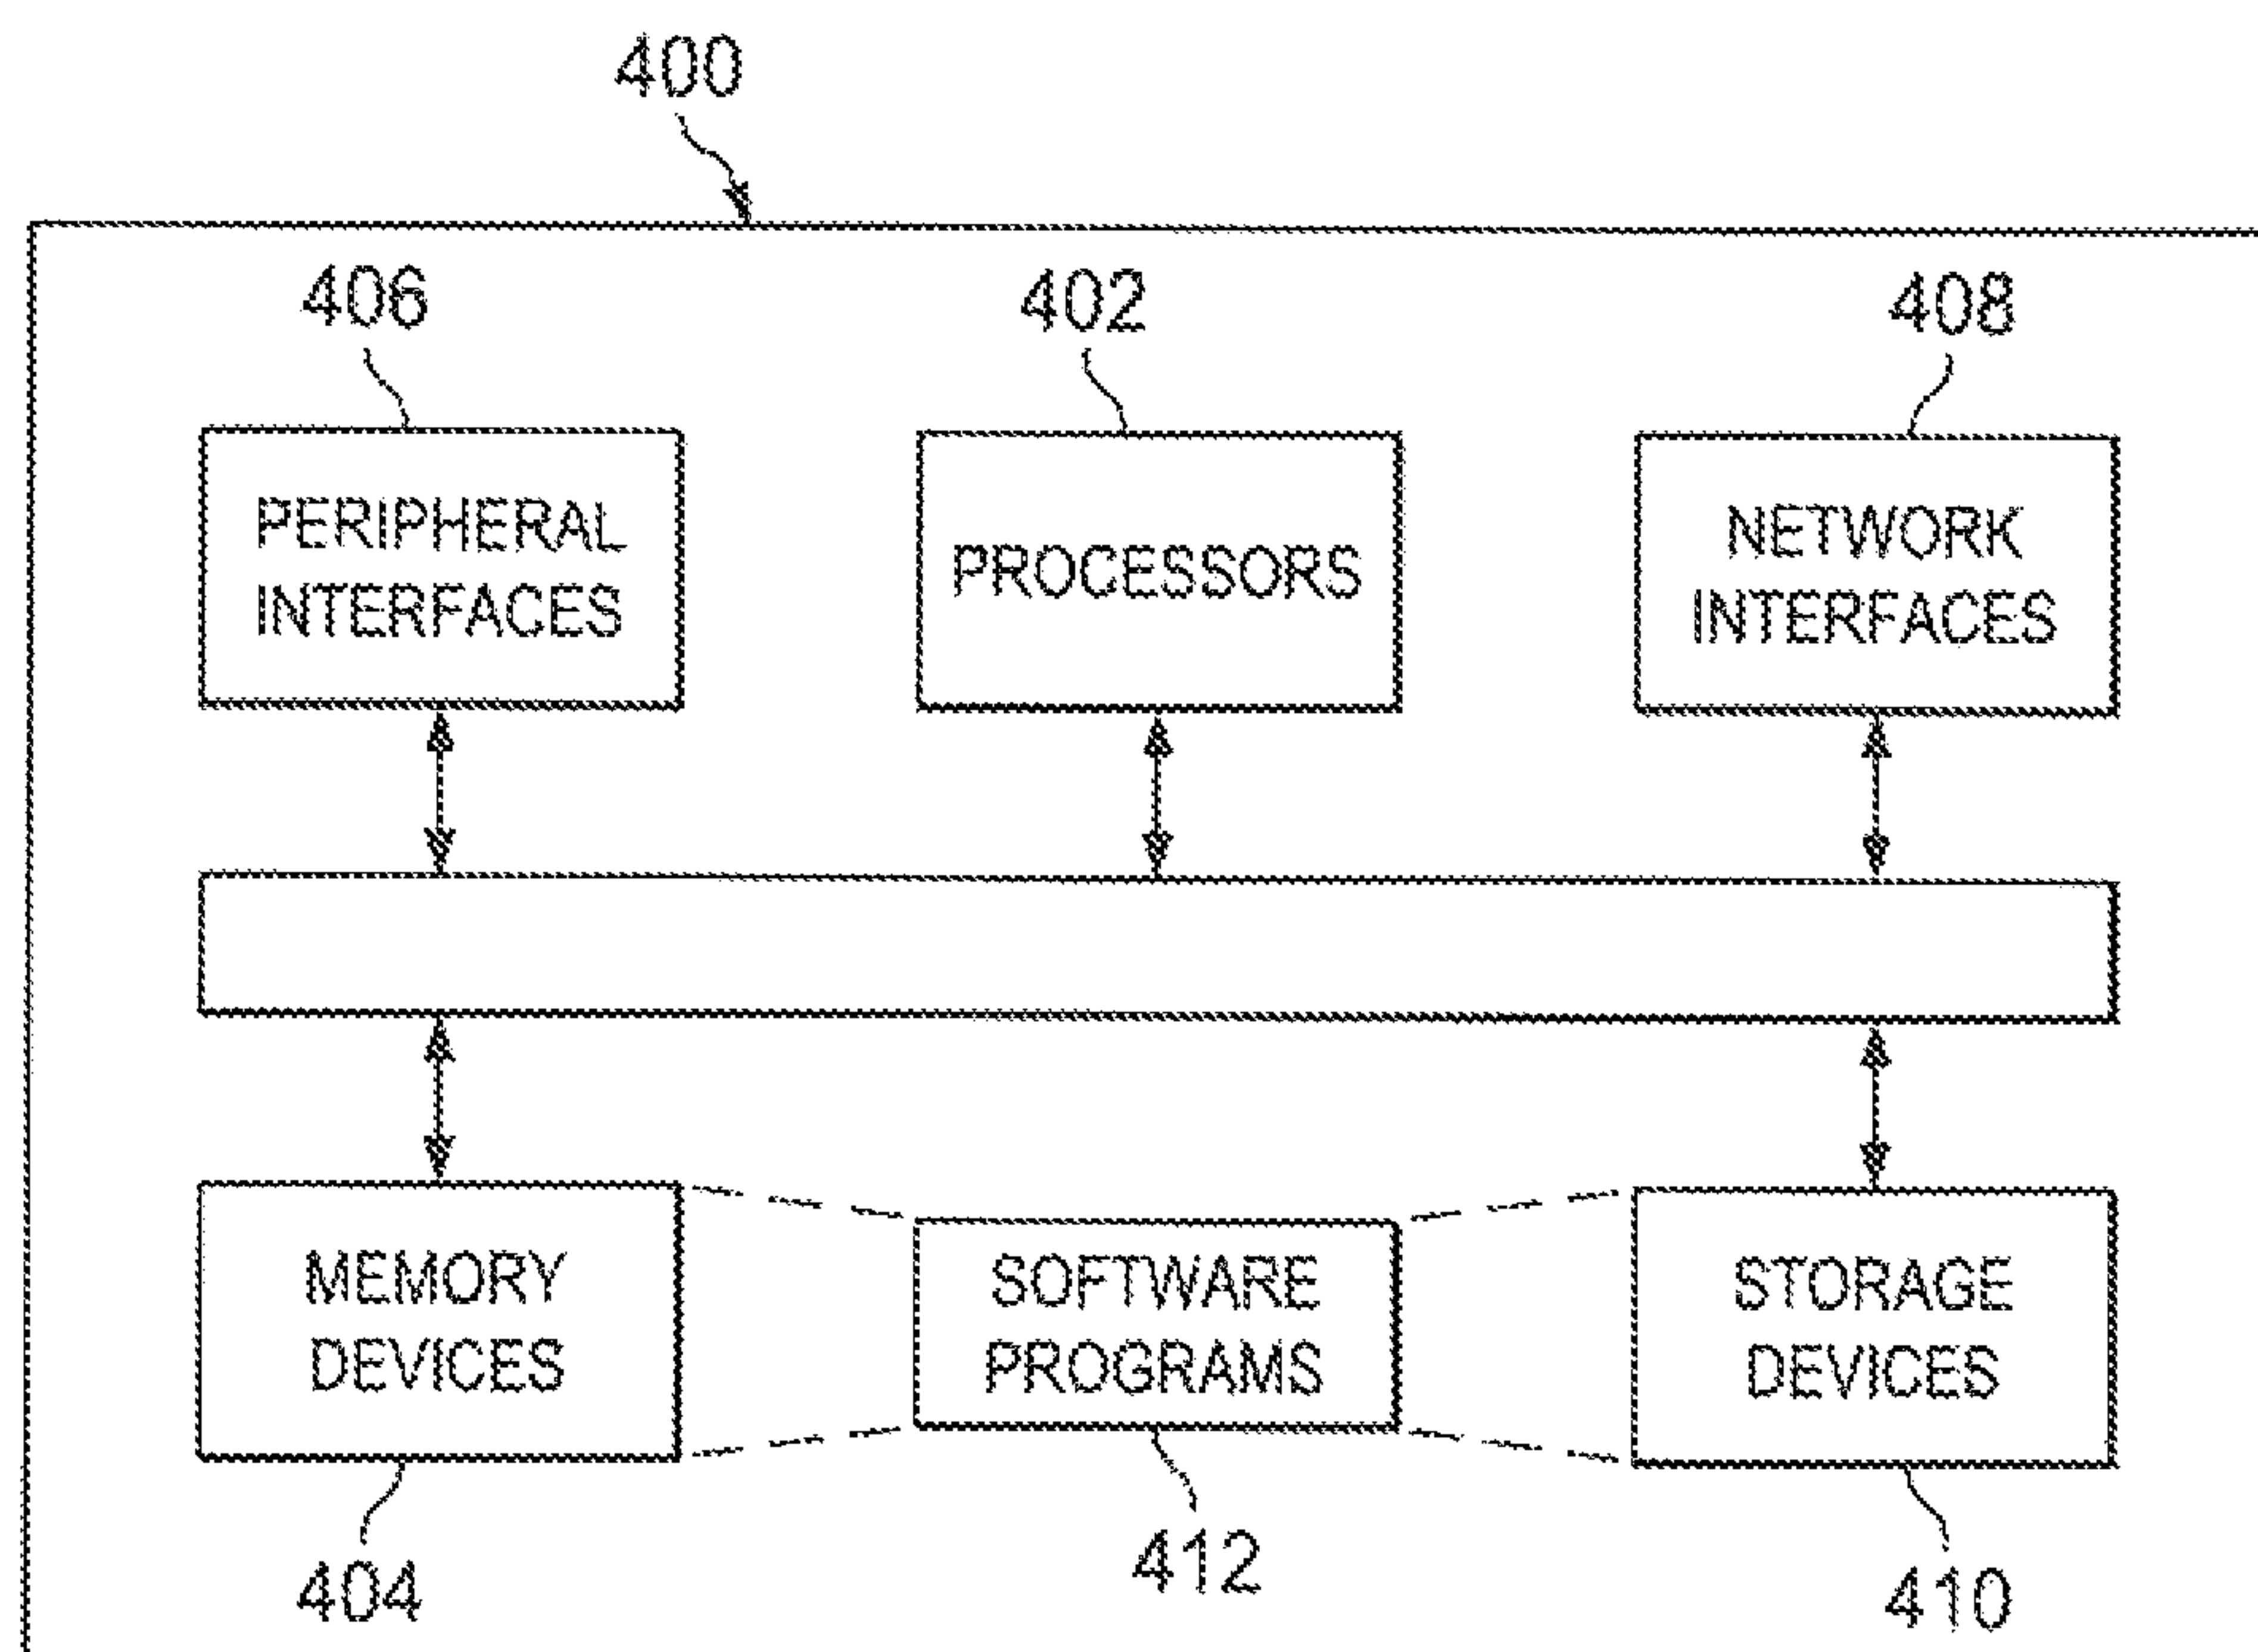 400
406
402
408
PERIPHERAL
INTERFACES
PROCESSORS
NETWORK
INTERFACES
MEMORY
DEVICES
SOFTWARE
PROGRAMS
STORAGE
DEVICES
404
412
410